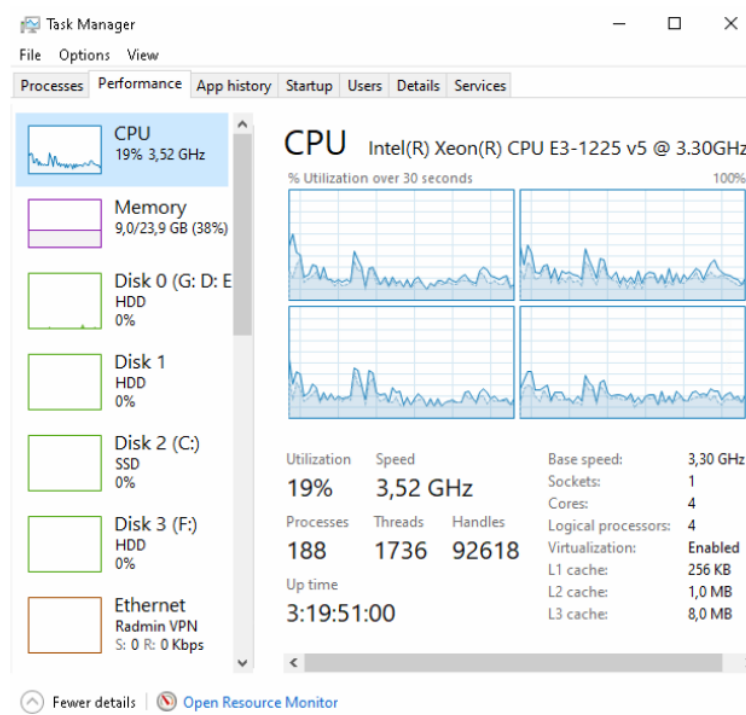 Task Manager
File Options View
Processes Performance App history Startup Users Details Services
CPU
19% 3,52 GHz
Memory
9,0/23,9 GB (38%)
Disk 0 (G: D: E
HDD
0%
Disk 1
HDD
0%
Disk 2 (C:)
SSD
0%
Disk 3 (F:)
HDD
0%
Ethernet
Radmin VPN
S: 0 R: 0 Kbps
CPU Intel(R) Xeon(R) CPU E3-1225 v5 @ 3.30GHz
% Utilization over 30 seconds 100%
Utilization Speed
19% 3,52 GHz
Processes Threads Handles
188 1736 92618
Up time
3:19:51:00
Base speed: 3,30 GHz
Sockets: 1
Cores: 4
Logical processors: 4
Virtualization: Enabled
L1 cache: 256 KB
L2 cache: 1,0 MB
L3 cache: 8,0 MB
Fewer details Open Resource Monitor